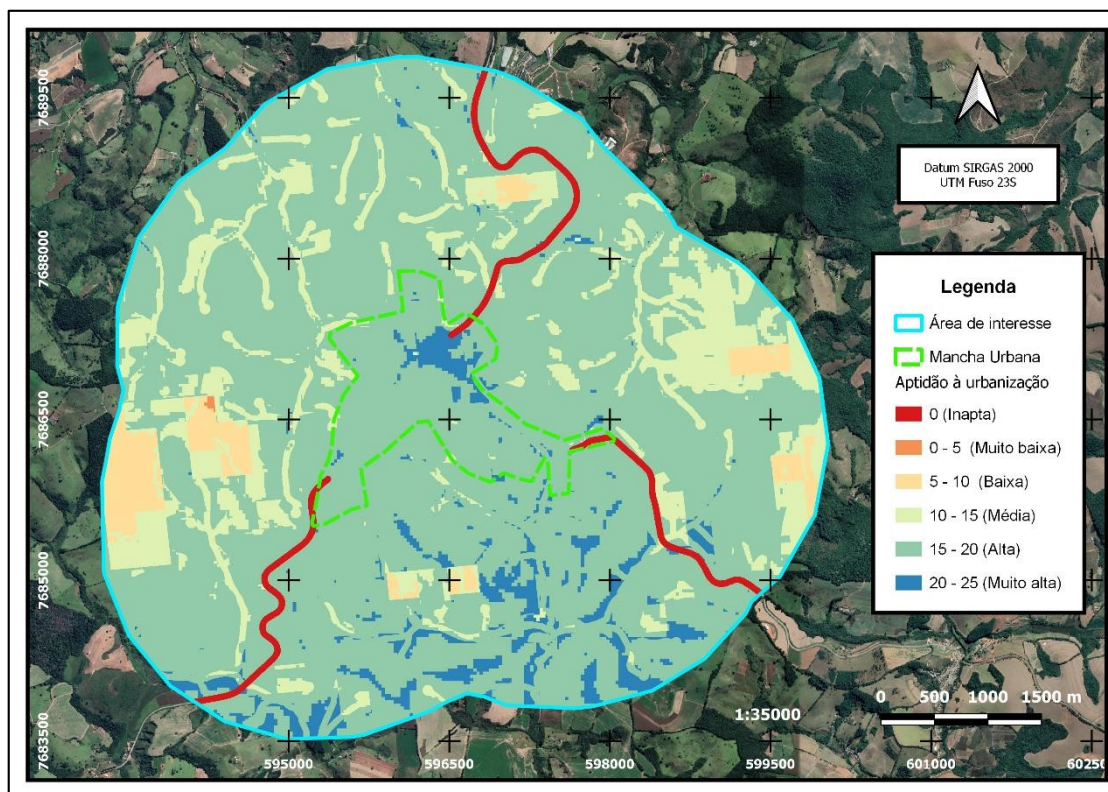 Datum SIRGAS 2000
UTM Fuso 23S
Legenda
Área de interesse
Mancha Urbana
Aptidão à urbanização
0 (Inapta)
0 - 5 (Muito baixa)
5 - 10 (Baixa)
10 - 15 (Média)
15 - 20 (Alta)
20 - 25 (Muito alta)
0 500 1000 1500 m
1:35000
7689500
7688000
7686500
7685000
7683500
595000 596500 598000 599500 601000 60250